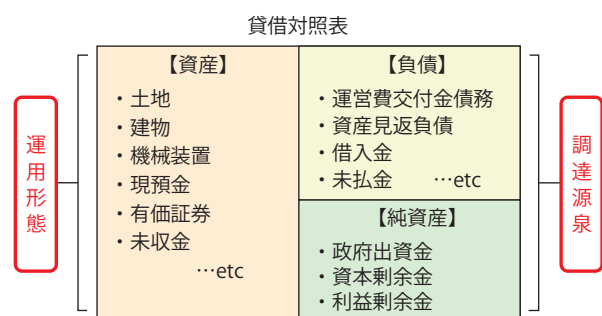 貸借対照表
運用形態
【資産】
・土地
・建物
・機械装置
・現預金
・有価証券
・未収金
…etc
【負債】
・運営費交付金債務
・資産見返負債
・借入金
・未払金　…etc
【純資産】
・政府出資金
・資本剰余金
・利益剰余金
調達源泉